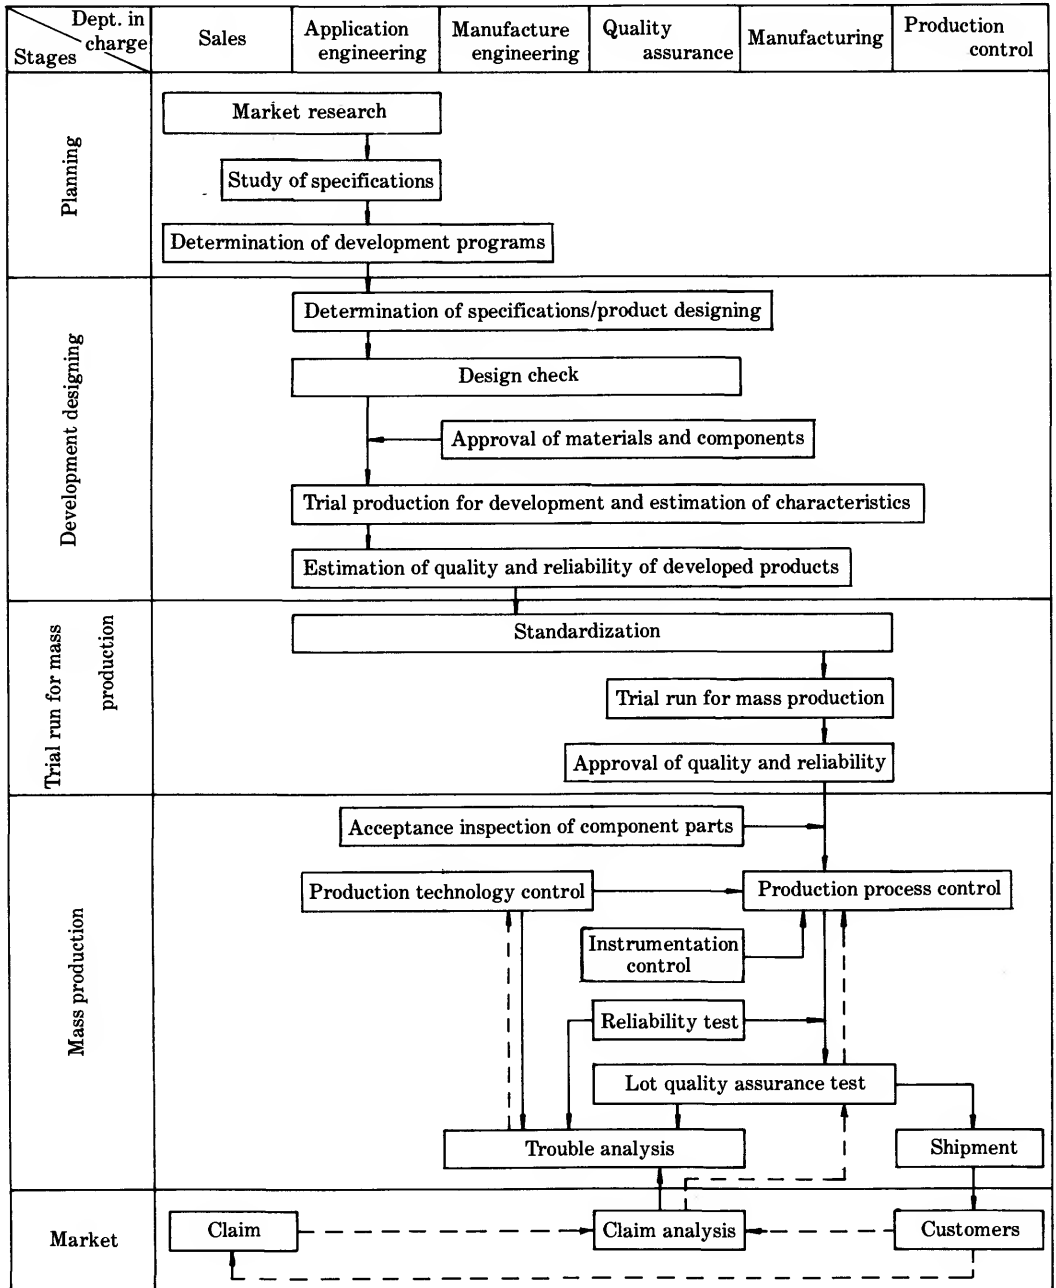 Dept. in
charge
Stages
Sales
Application
engineering
Manufacture
engineering
Quality
assurance
Manufacturing
Production
control
Planning
Market research
Study of specifications
Determination of development programs
Development designing
Determination of specifications/product designing
Design check
Approval of materials and components
Trial production for development and estimation of characteristics
Estimation of quality and reliability of developed products
Trial run for mass
production
Standardization
Trial run for mass production
Approval of quality and reliability
Mass production
Acceptance inspection of component parts
Production technology control
Production process control
Instrumentation
control
Reliability test
Lot quality assurance test
Trouble analysis
Shipment
Market
Claim
Claim analysis
Customers